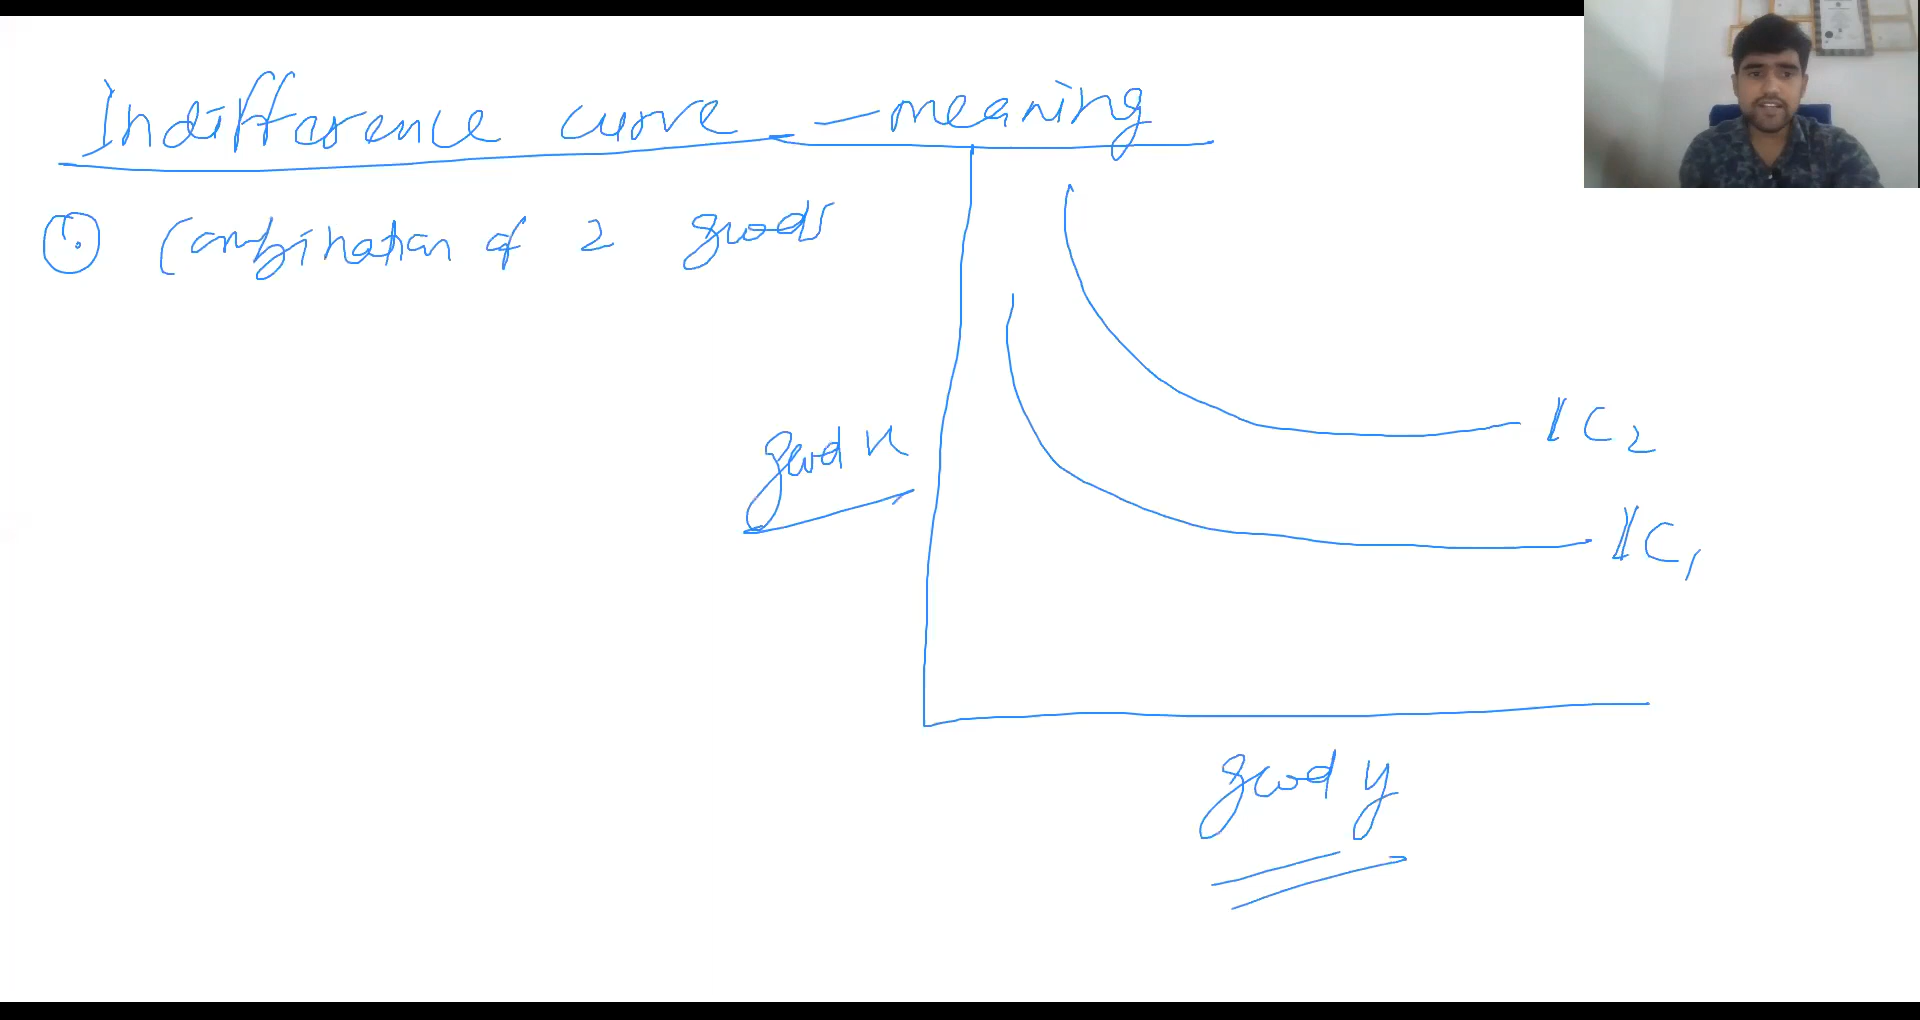 Indifference curve - meaning
1. Combination of 2 goods
IC2
good x
IC1
good y